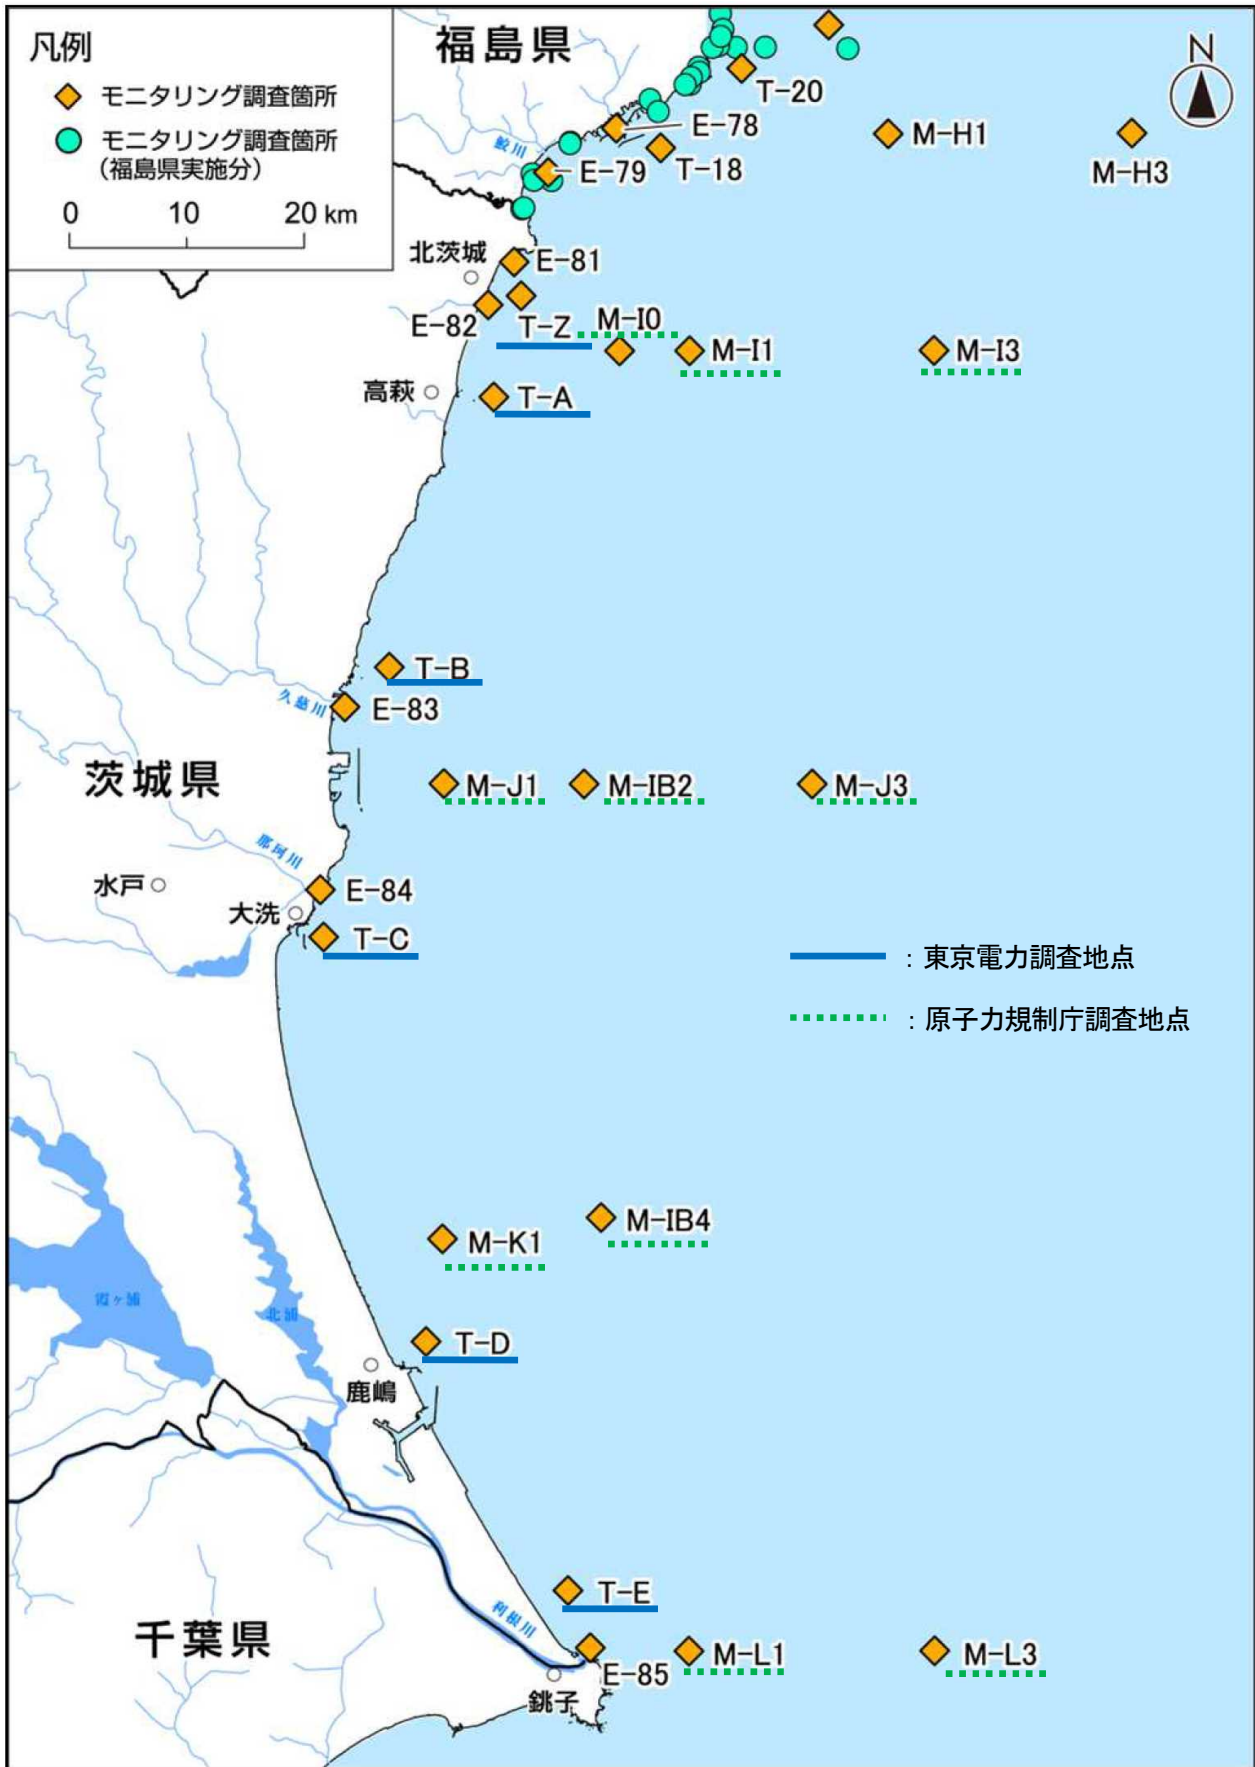 凡例
モニタリング調査箇所
モニタリング調査箇所
(福島県実施分)
0 10 20 km
福島県
N
T-20
E-78
M-H1
鮫川
T-18
E-79
M-H3
北茨城
E-81
E-82
T-Z
M-I0
M-I1
M-I3
高萩
T-A
T-B
久慈川
E-83
茨城県
M-J1
M-IB2
M-J3
那珂川
水戸
E-84
大洗
T-C
：東京電力調査地点
：原子力規制庁調査地点
M-IB4
M-K1
霞ヶ浦
北浦
T-D
鹿嶋
T-E
利根川
千葉県
M-L1
M-L3
E-85
銚子